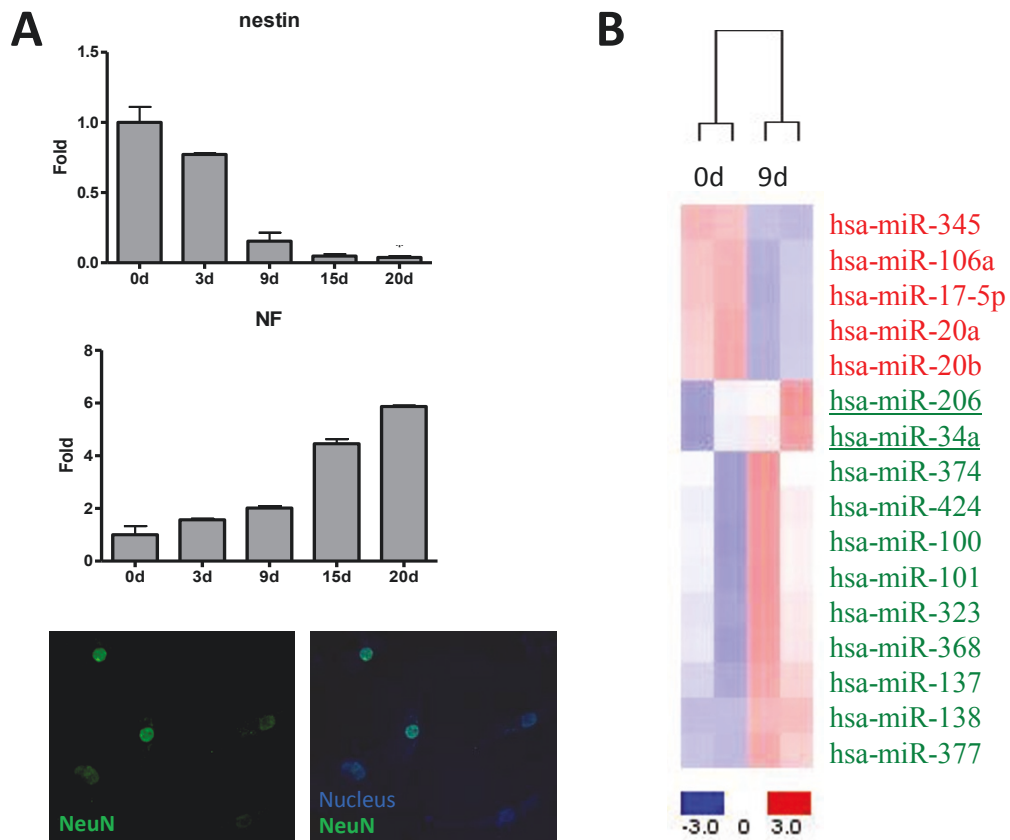 A
nestin
Fold
1.5
1.0
0.5
0.0
0d 3d 9d 15d 20d
NF
Fold
8
6
4
2
0
0d 3d 9d 15d 20d
NeuN
Nucleus
NeuN
B
0d 9d
hsa-miR-345
hsa-miR-106a
hsa-miR-17-5p
hsa-miR-20a
hsa-miR-20b
hsa-miR-206
hsa-miR-34a
hsa-miR-374
hsa-miR-424
hsa-miR-100
hsa-miR-101
hsa-miR-323
hsa-miR-368
hsa-miR-137
hsa-miR-138
hsa-miR-377
-3.0 0 3.0